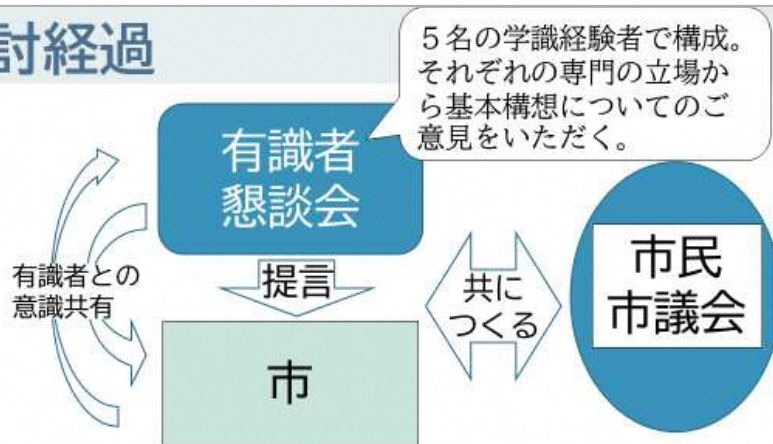 討経過
５名の学識経験者で構成。
それぞれの専門の立場か
ら基本構想についてのご
意見をいただく。
有識者
懇談会
有識者との
意識共有
提言
共に
つくる
市民
市議会
市